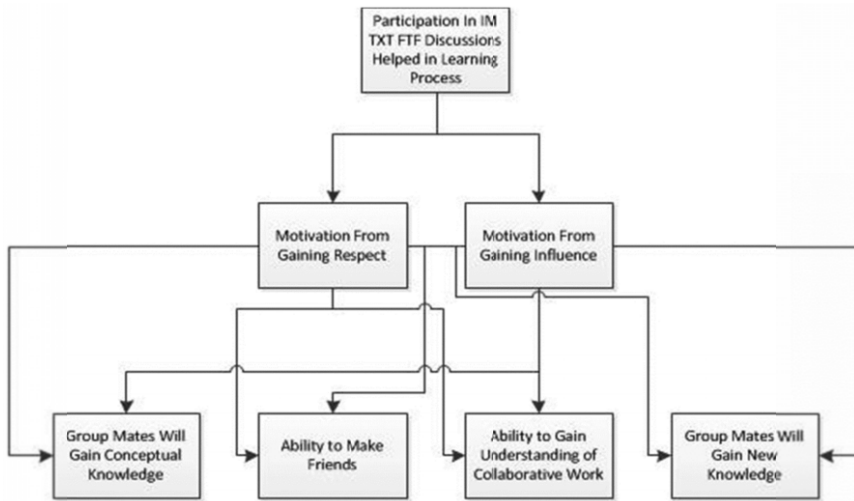 Participation In IM
TXT FTF Discussions
Helped in Learning
Process
Motivation From
Gaining Respect
Motivation From
Gaining Influence
Group Mates Will
Gain Conceptual
Knowledge
Ability to Make
Friends
Ability to Gain
Understanding of
Collaborative Work
Group Mates Will
Gain New
Knowledge